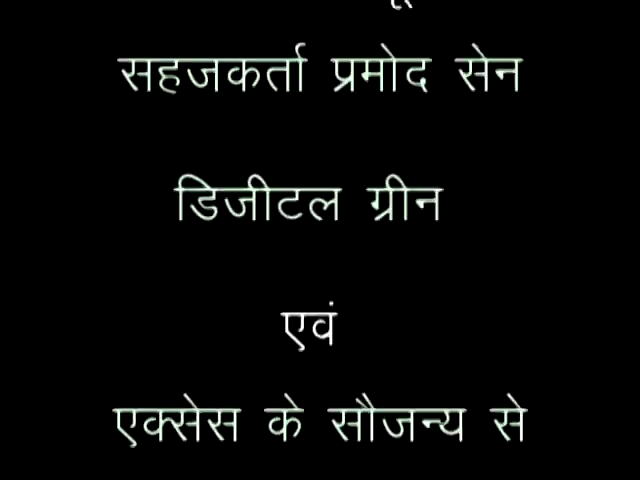 सहजकर्ता प्रमोद सेन
डिजीटल ग्रीन
एवं
एक्सेस के सौजन्य से